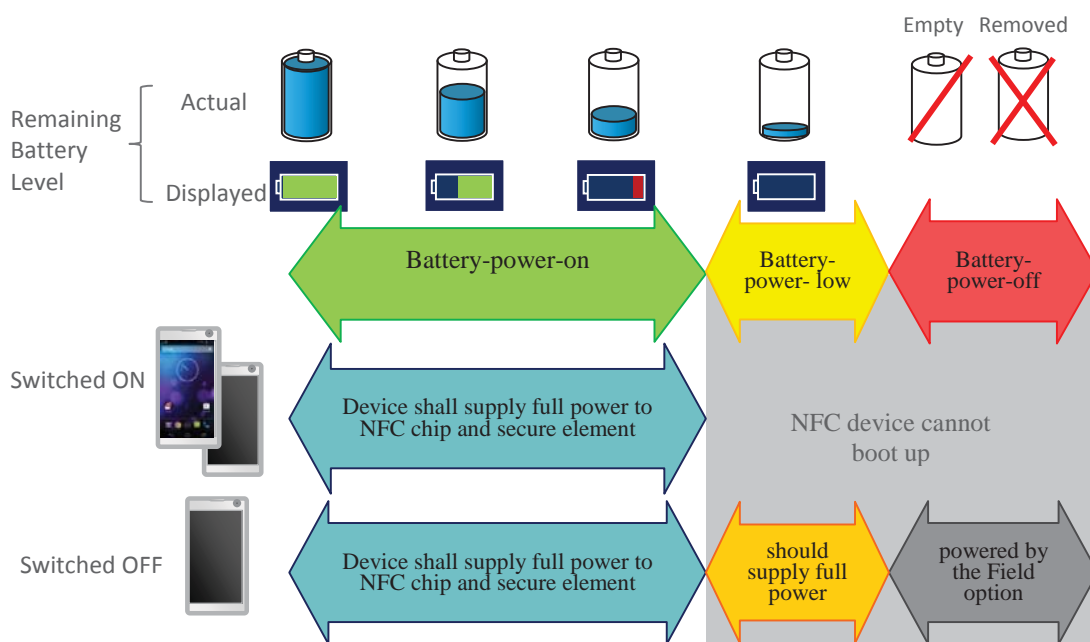 Empty Removed
Actual
Remaining
Battery
Level
Displayed
Battery-power-on
Battery-
power- low
Battery-
power-off
Switched ON
Device shall supply full power to
NFC chip and secure element
NFC device cannot
boot up
Switched OFF
Device shall supply full power to
NFC chip and secure element
should
supply full
power
powered by
the Field
option